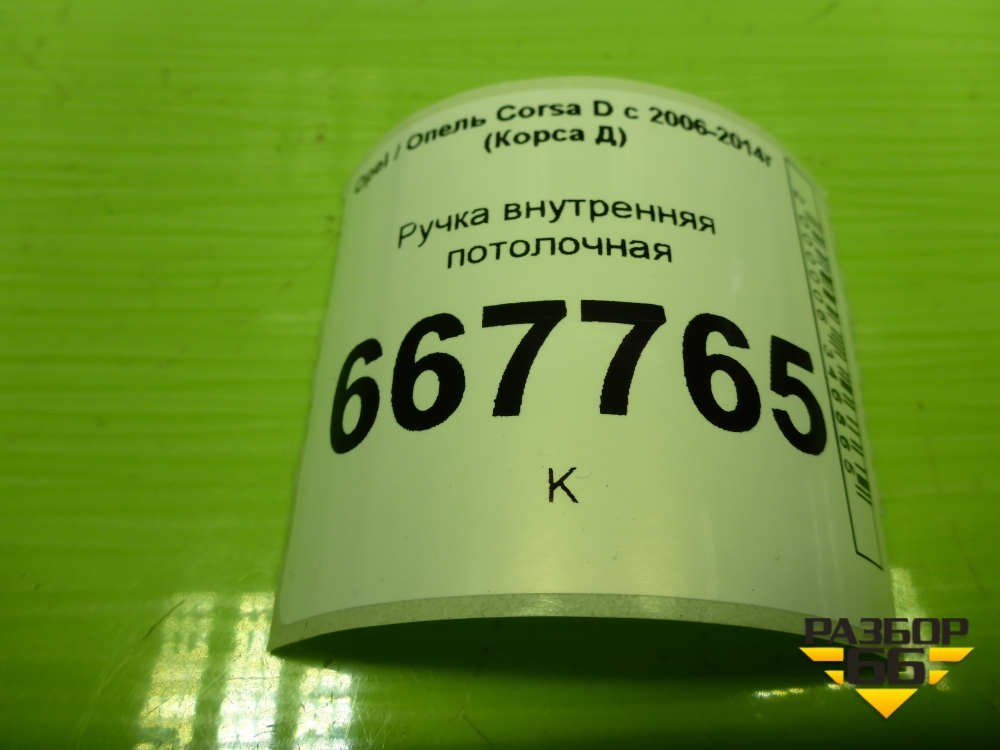 Opel / Опель Corsa D с 2006-2014г
(Корса Д)
Ручка внутренняя
потолочная
667765
К
РАЗБОР
66